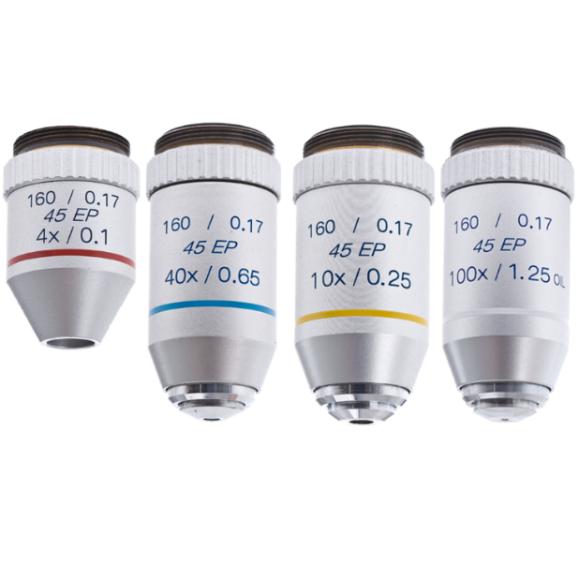 160 / 0.17
45 EP
4x / 0.1
160 / 0.17
45 EP
40x / 0.65
160 / 0.17
45 EP
10x / 0.25
160 / 0.17
45 EP
100x / 1.25 OIL